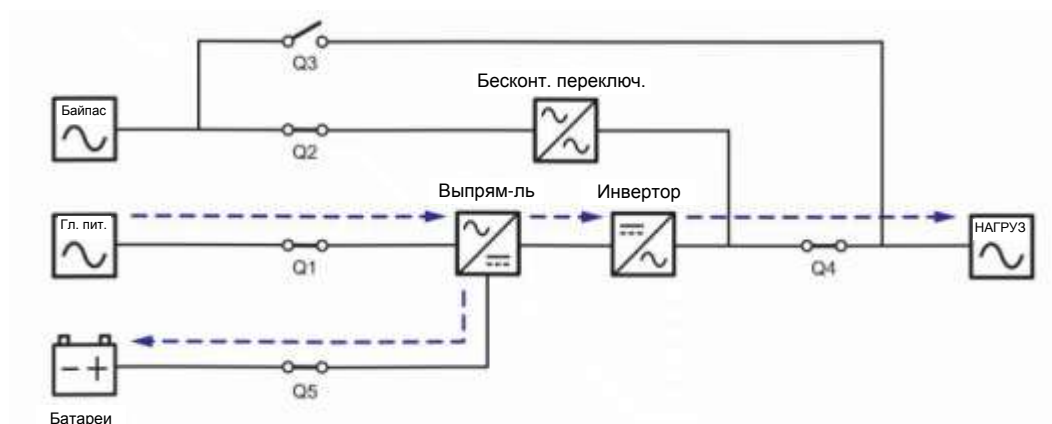 Q3
Бесконт. переключ.
Байпас
Q2
Выпрям-ль
Инвертор
Гл. пит.
НАГРУЗ
Q1
Q4
Q5
Батареи